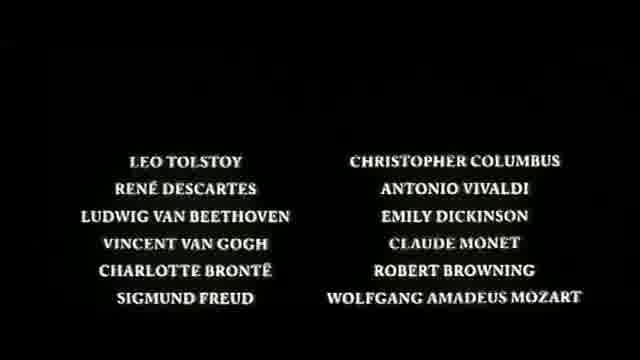 LEO TOLSTOY
RENÉ DESCARTES
LUDWIG VAN BEETHOVEN
VINCENT VAN GOGH
CHARLOTTE BRONTË
SIGMUND FREUD
CHRISTOPHER COLUMBUS
ANTONIO VIVALDI
EMILY DICKINSON
CLAUDE MONET
ROBERT BROWNING
WOLFGANG AMADEUS MOZART